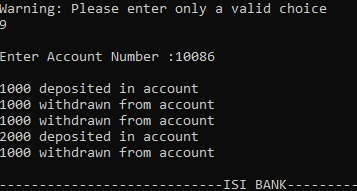 Warning: Please enter only a valid choice
9
Enter Account Number :10086
1000 deposited in account
1000 withdrawn from account
1000 withdrawn from account
2000 deposited in account
1000 withdrawn from account
----------------------------ISI BANK---------